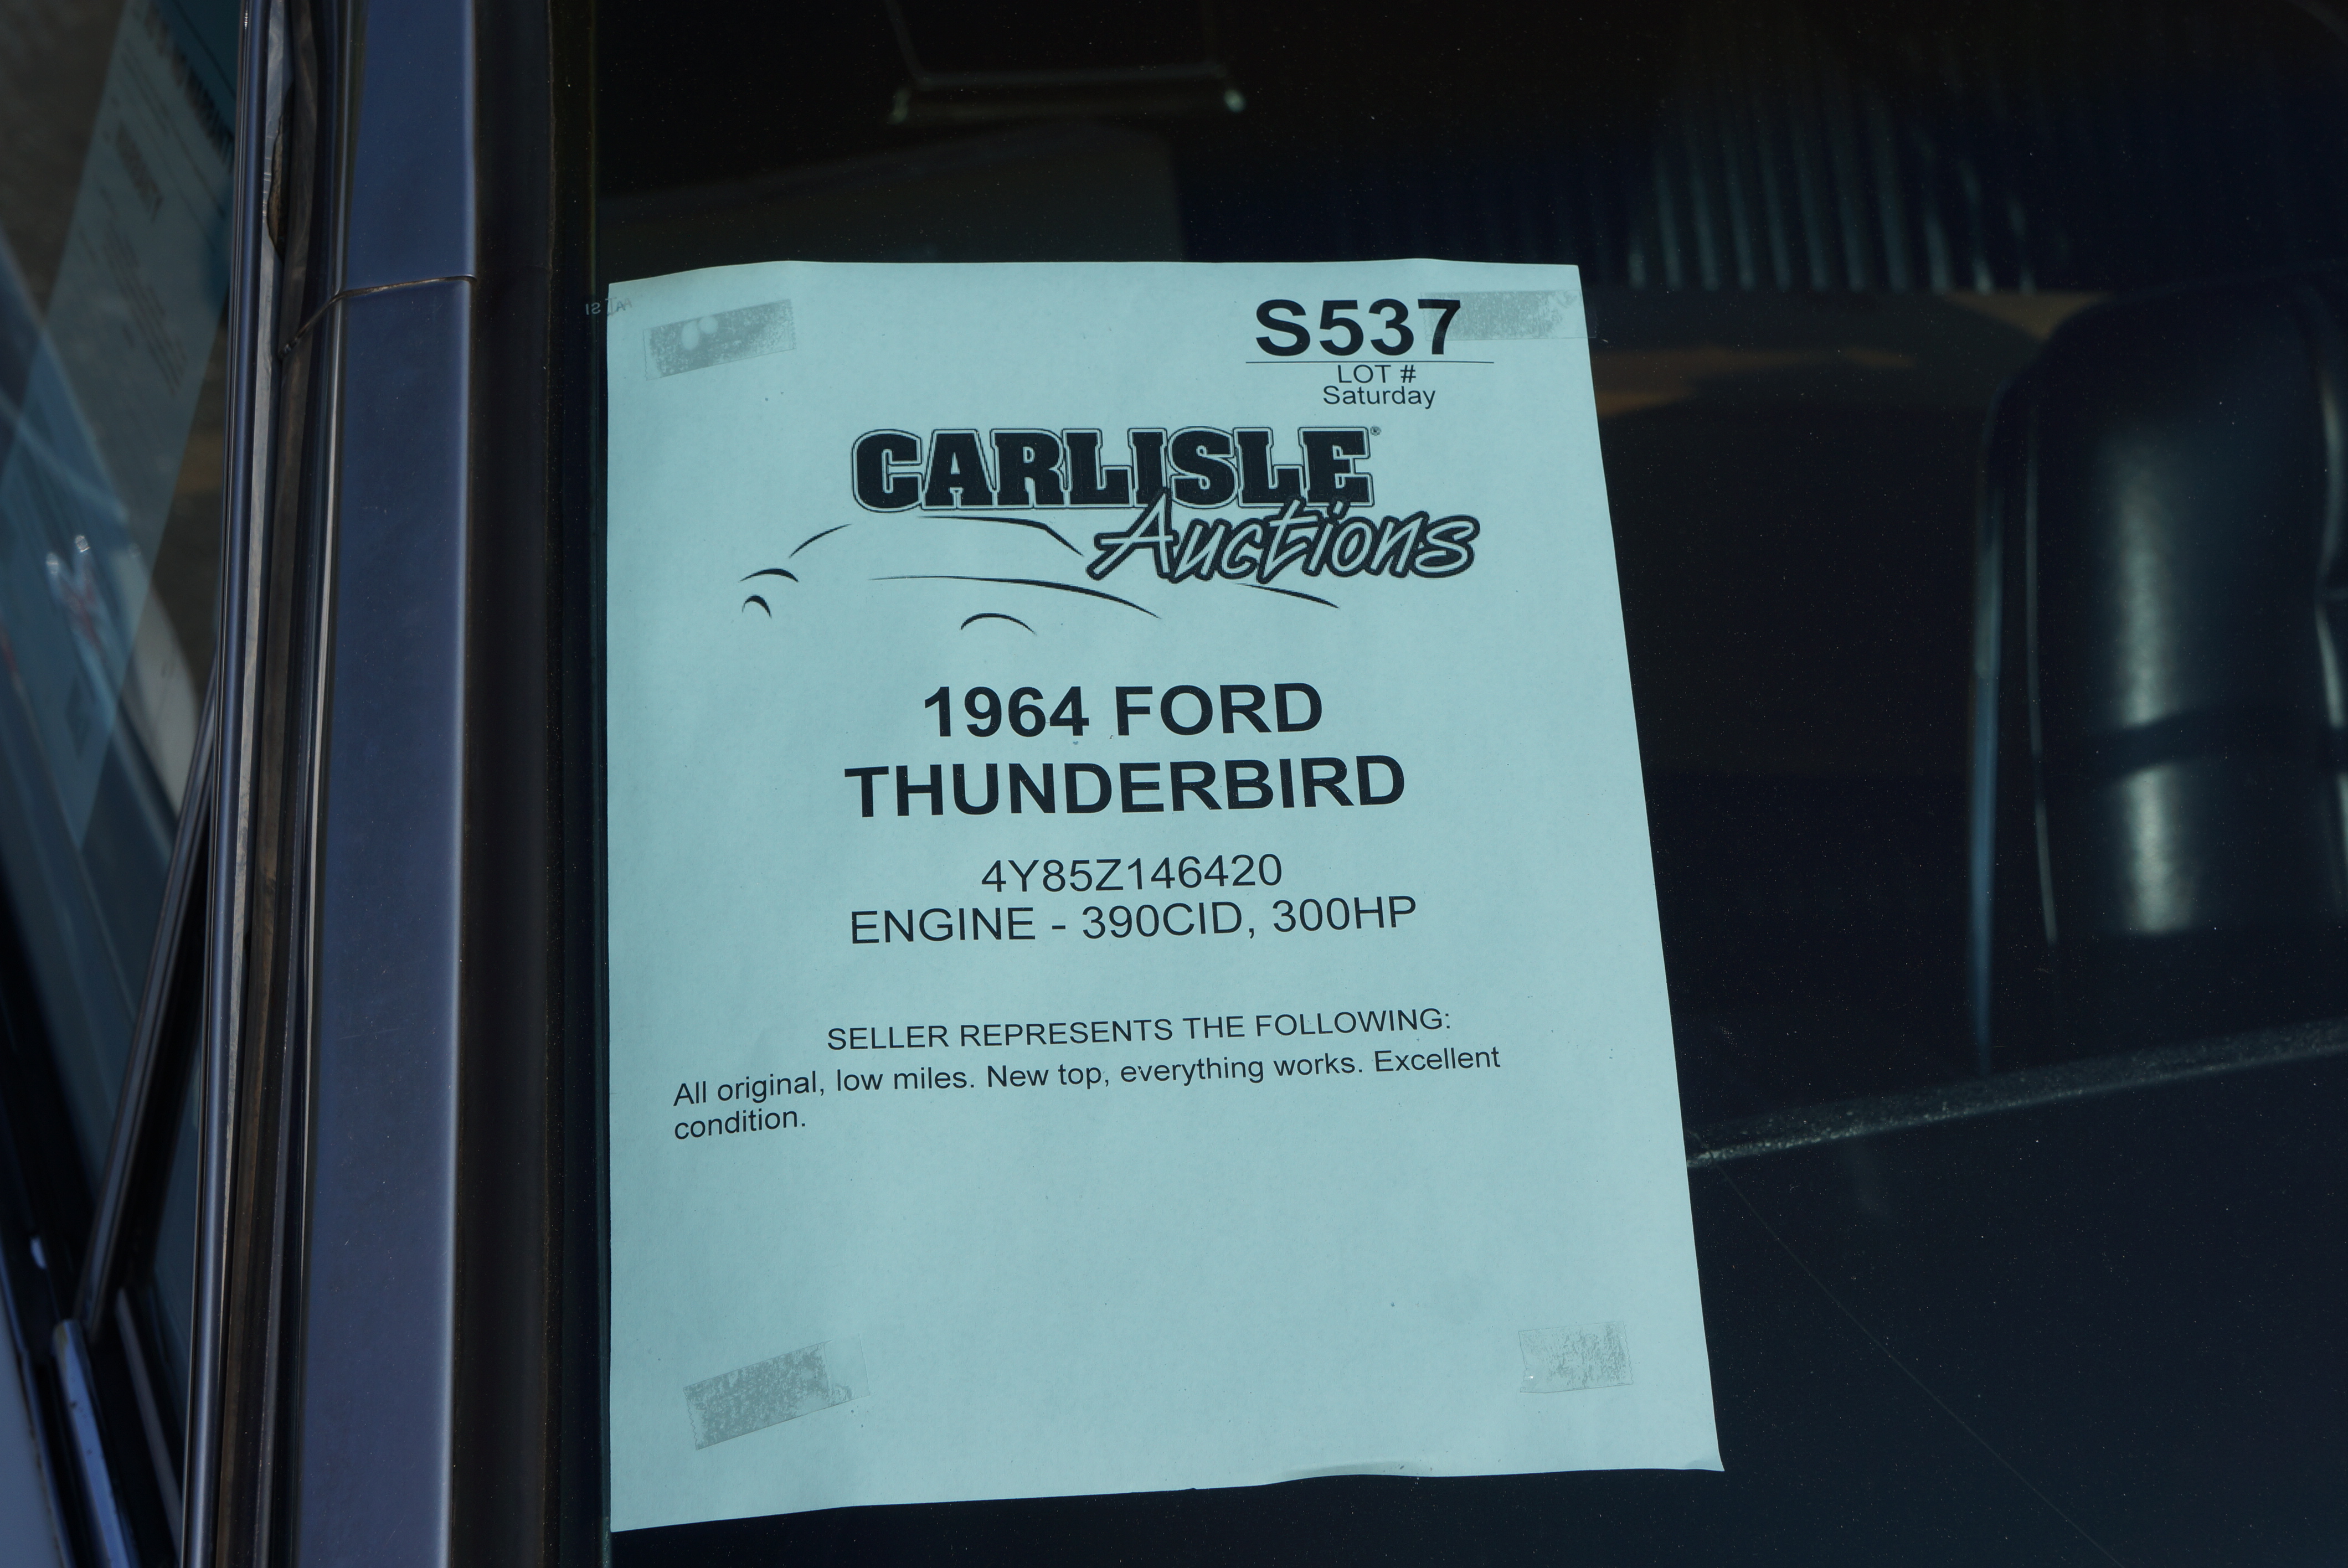 S537
LOT #
Saturday
CARLISLE®
Auctions
1964 FORD
THUNDERBIRD
4Y85Z146420
ENGINE - 390CID, 300HP
SELLER REPRESENTS THE FOLLOWING:
All original, low miles. New top, everything works. Excellent
condition.